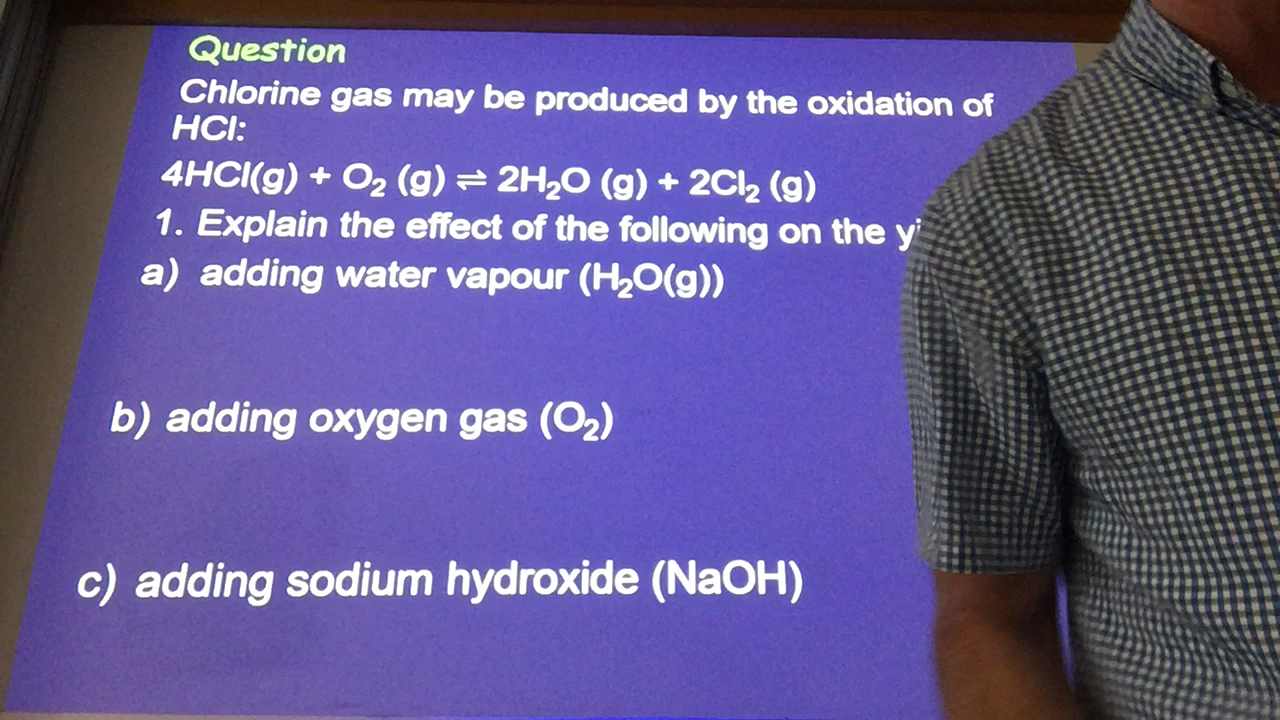 Question
Chlorine gas may be produced by the oxidation of
HCl:
4HCl(g) + O₂ (g) ⇌ 2H₂O (g) + 2Cl₂ (g)
1. Explain the effect of the following on the
a) adding water vapour (H₂O(g))
b) adding oxygen gas (O₂)
c) adding sodium hydroxide (NaOH)